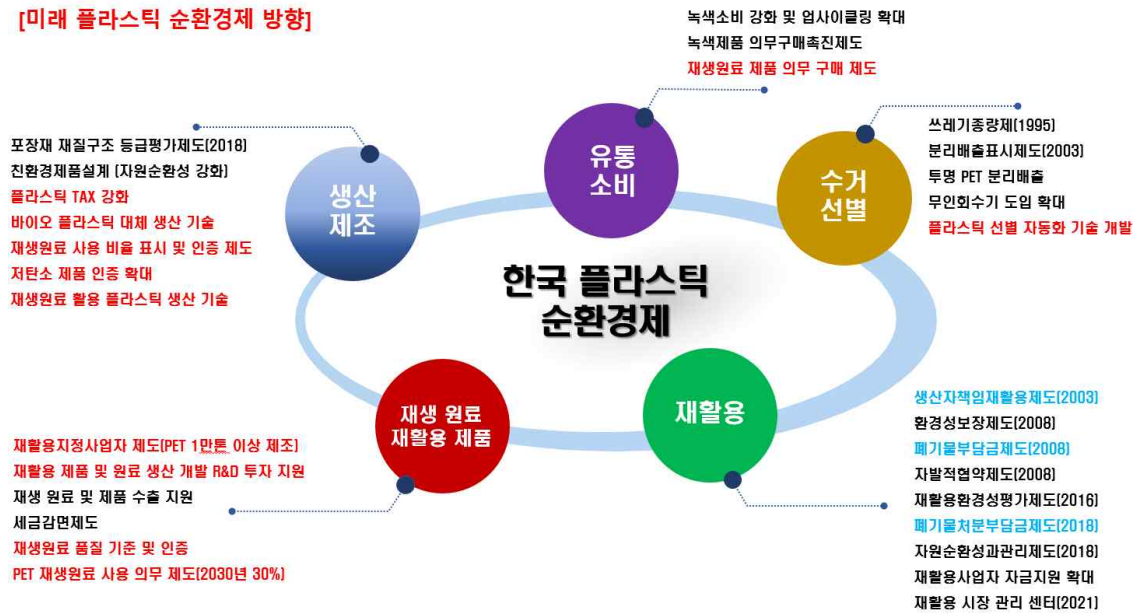 [미래 플라스틱 순환경제 방향]
녹색소비 강화 및 업사이클링 확대
녹색제품 의무구매촉진제도
재생원료 제품 의무 구매 제도
포장재 재질구조 등급평가제도(2018)
친환경제품설계 (자원순환성 강화)
플라스틱 TAX 강화
바이오 플라스틱 대체 생산 기술
재생원료 사용 비율 표시 및 인증 제도
저탄소 제품 인증 확대
재생원료 활용 플라스틱 생산 기술
생산
제조
유통
소비
수거
선별
쓰레기종량제(1995)
분리배출표시제도(2003)
투명 PET 분리배출
무인회수기 도입 확대
플라스틱 선별 자동화 기술 개발
한국 플라스틱
순환경제
재생 원료
재활용 제품
재활용
재활용지정사업자 제도(PET 1만톤 이상 제조)
재활용 제품 및 원료 생산 개발 R&D 투자 지원
재생 원료 및 제품 수출 지원
세금감면제도
재생원료 품질 기준 및 인증
PET 재생원료 사용 의무 제도(2030년 30%)
생산자책임재활용제도(2003)
환경성보장제도(2008)
폐기물부담금제도(2008)
자발적협약제도(2008)
재활용환경성평가제도(2016)
폐기물처분부담금제도(2018)
자원순환성과관리제도(2018)
재활용사업자 자금지원 확대
재활용 시장 관리 센터(2021)